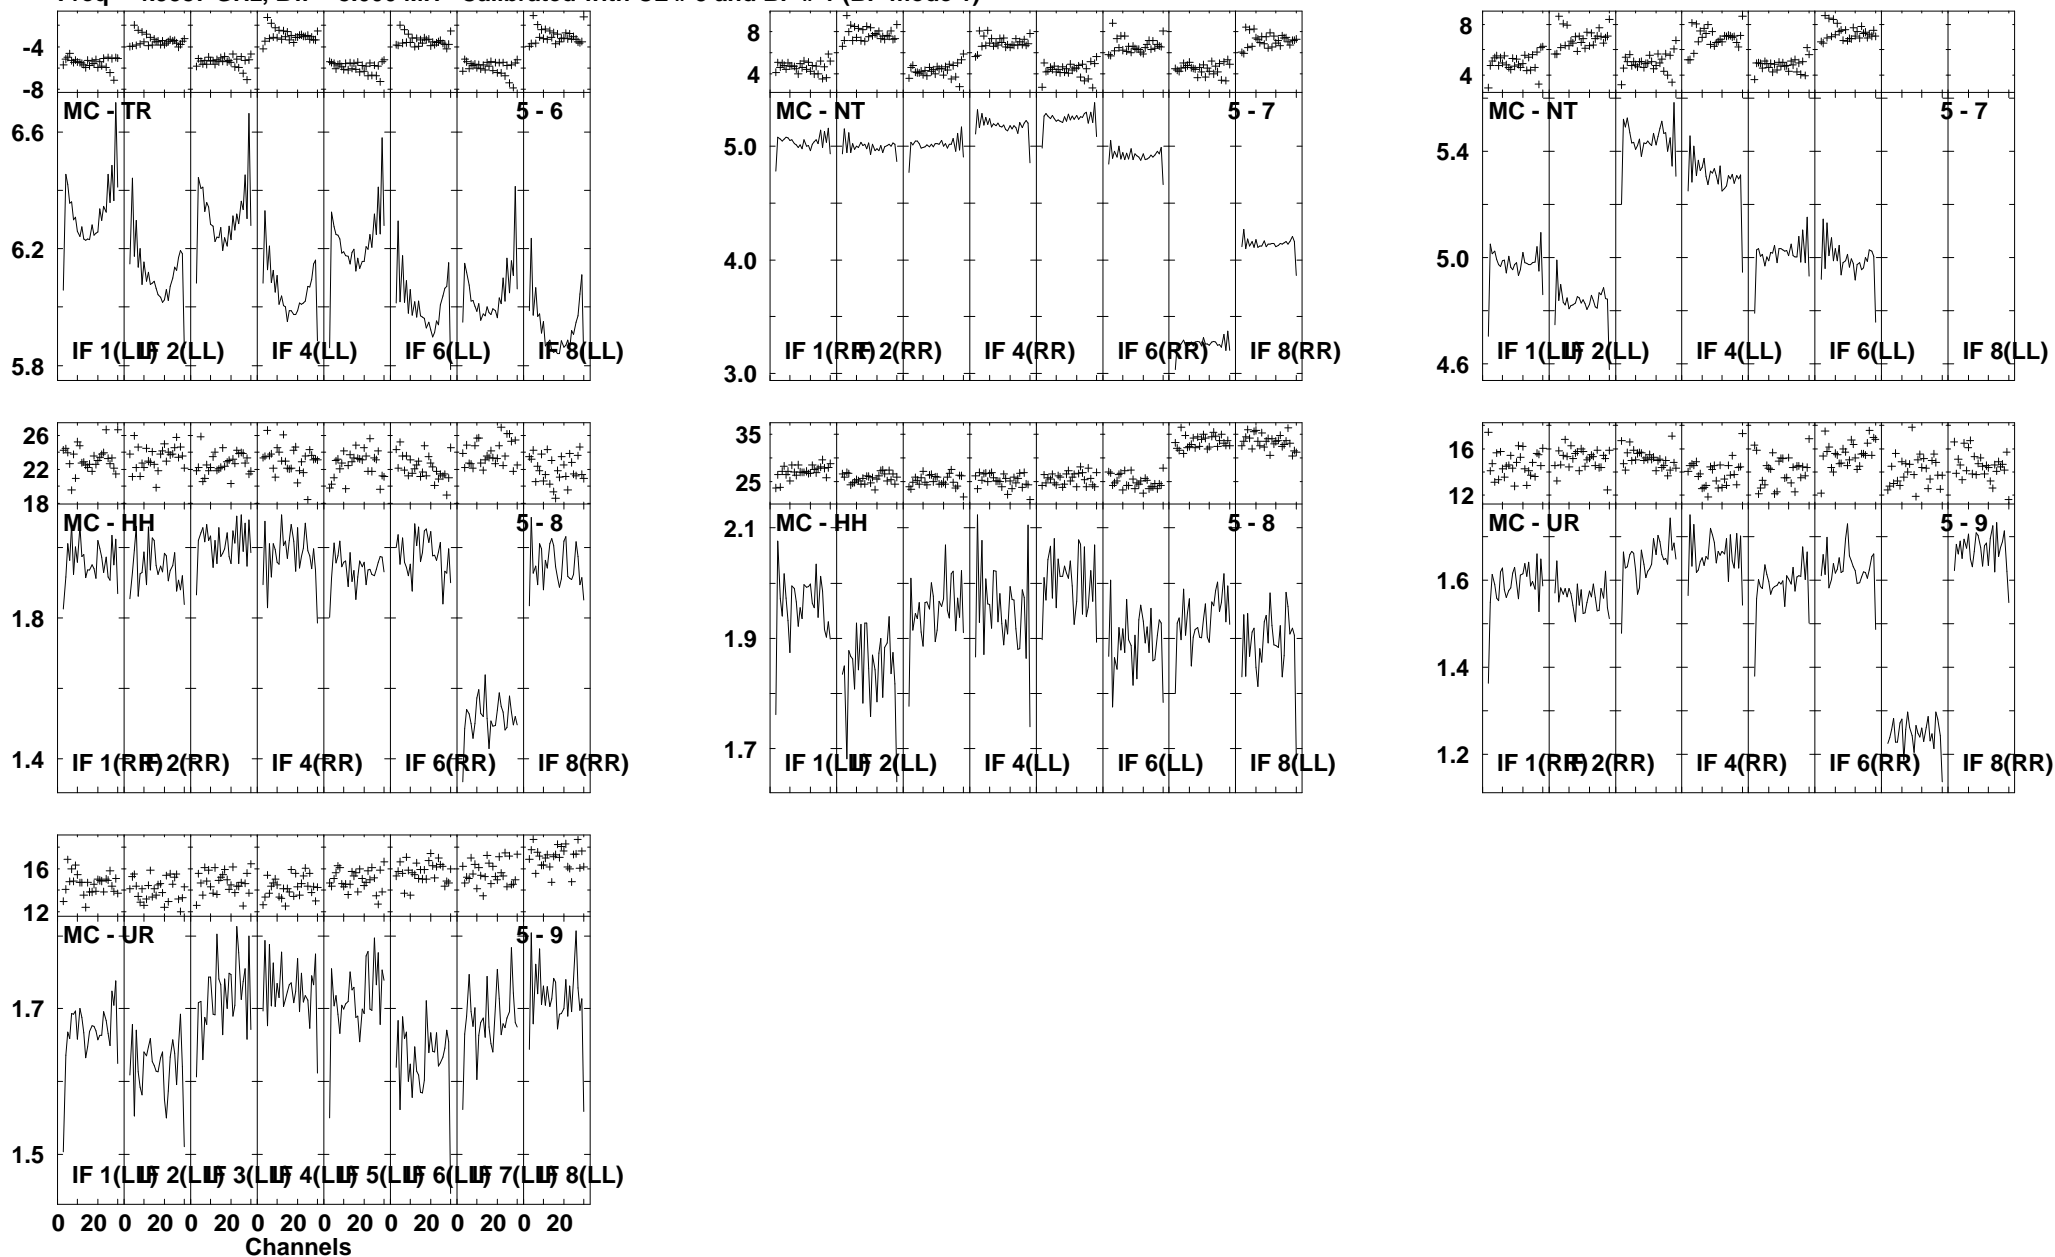 -4
-8
MC - TR 5 - 6
6.6
6.2
5.8
IF 1(LL) IF 2(LL) IF 4(LL) IF 6(LL) IF 8(LL)
8
4
MC - NT 5 - 7
5.0
4.0
3.0
IF 1(RR) IF 2(RR) IF 4(RR) IF 6(RR) IF 8(RR)
8
4
MC - NT 5 - 7
5.4
5.0
4.6
IF 1(LL) IF 2(LL) IF 4(LL) IF 6(LL) IF 8(LL)
26
22
18
MC - HH 5 - 8
1.8
1.4
IF 1(RR) IF 2(RR) IF 4(RR) IF 6(RR) IF 8(RR)
35
25
MC - HH 5 - 8
2.1
1.9
1.7
IF 1(LL) IF 2(LL) IF 4(LL) IF 6(LL) IF 8(LL)
16
12
MC - UR 5 - 9
1.6
1.4
1.2
IF 1(RR) IF 2(RR) IF 4(RR) IF 6(RR) IF 8(RR)
16
12
MC - UR 5 - 9
1.7
1.5
IF 1(LL) IF 2(LL) IF 3(LL) IF 4(LL) IF 5(LL) IF 6(LL) IF 7(LL) IF 8(LL)
0 20 0 20 0 20 0 20 0 20 0 20 0 20 0 20
Channels